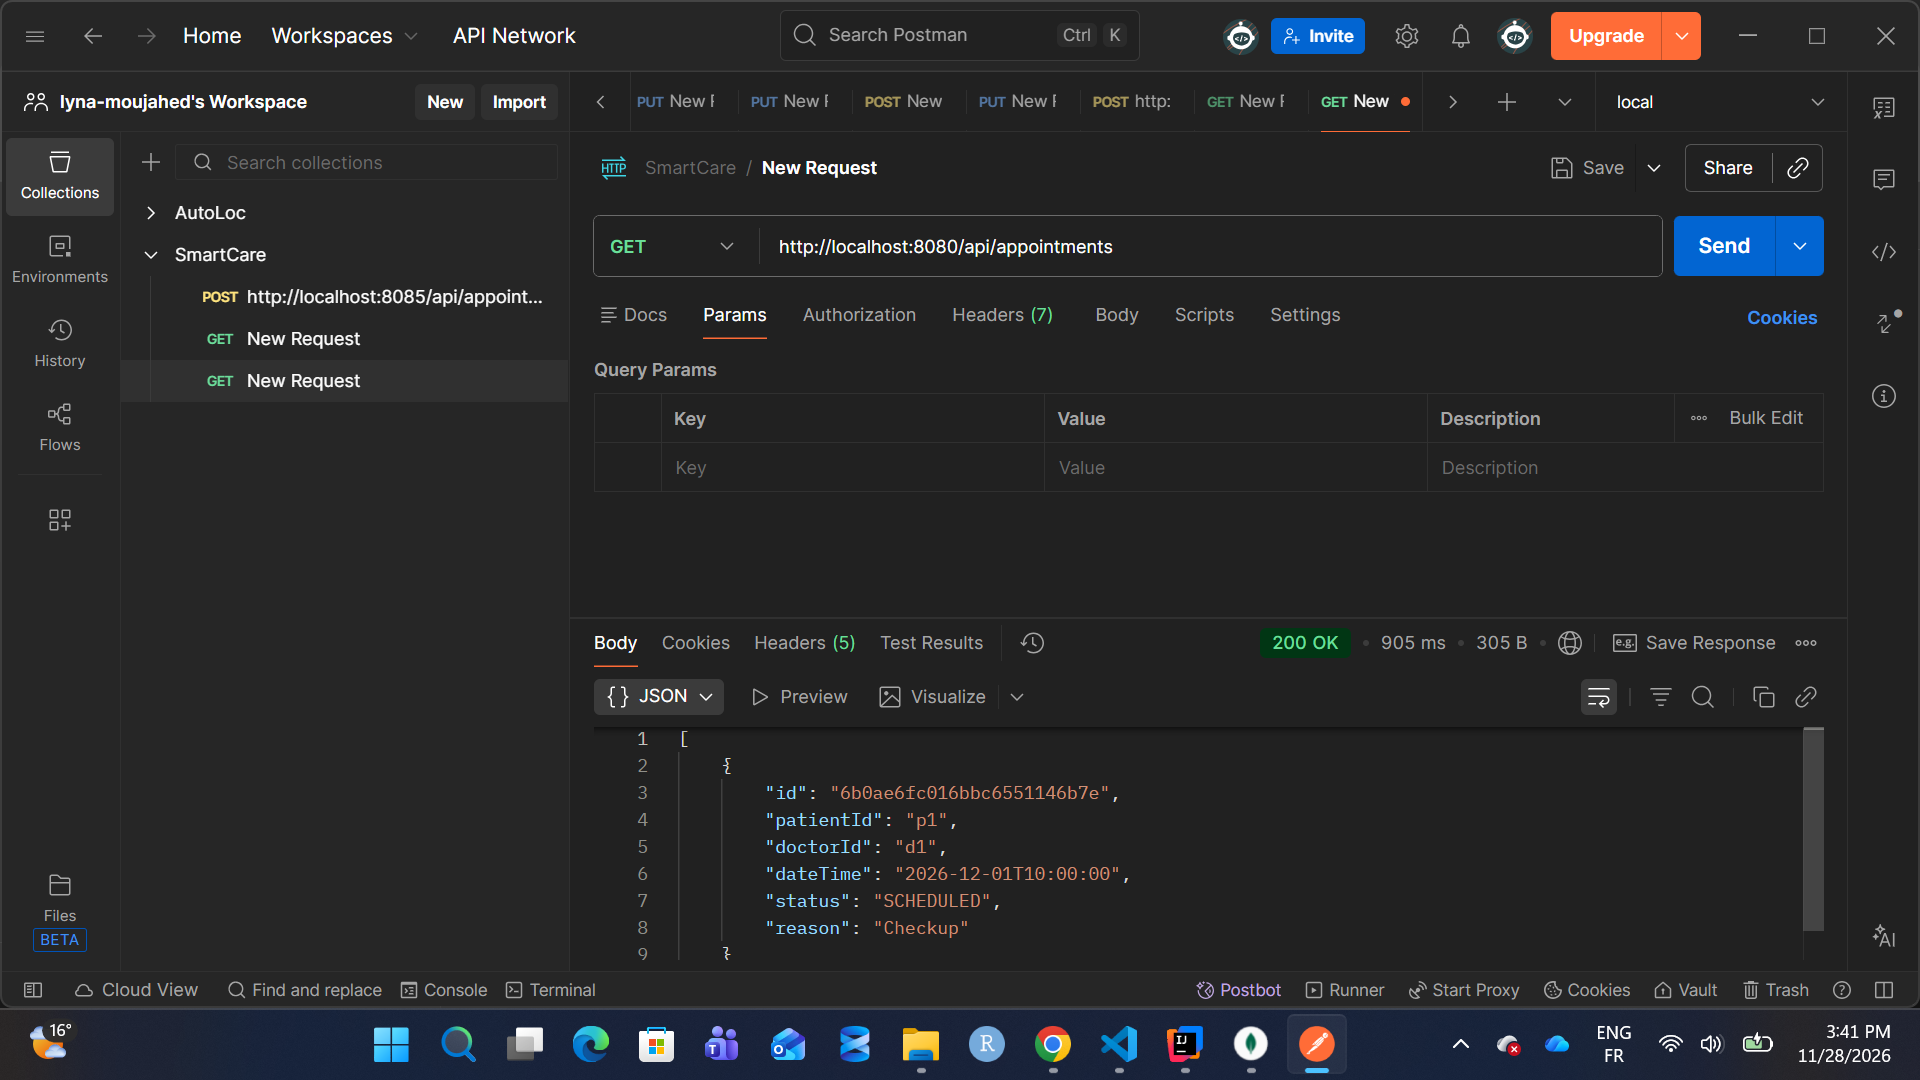 Home
Workspaces
API Network
Search Postman
Ctrl
K
Invite
Upgrade
lyna-moujahed's Workspace
New
Import
PUT New
PUT New
POST New
PUT New
POST http:
GET New
GET New
local
Collections
Environments
History
Flows
Files
BETA
Search collections
AutoLoc
SmartCare
POST http://localhost:8085/api/appoint...
GET New Request
GET New Request
HTTP SmartCare / New Request
Save
Share
GET
http://localhost:8080/api/appointments
Send
Docs
Params
Authorization
Headers (7)
Body
Scripts
Settings
Cookies
Query Params
Key
Value
Description
Bulk Edit
Key
Value
Description
Body
Cookies
Headers (5)
Test Results
200 OK
905 ms
305 B
e.g.
Save Response
{} JSON
Preview
Visualize
1 [
2 {
3 "id": "6b0ae6fc016bbc6551146b7e",
4 "patientId": "p1",
5 "doctorId": "d1",
6 "dateTime": "2026-12-01T10:00:00",
7 "status": "SCHEDULED",
8 "reason": "Checkup"
9 }
AI
Cloud View
Find and replace
Console
Terminal
Postbot
Runner
Start Proxy
Cookies
Vault
Trash
16°
ENG
FR
3:41 PM
11/28/2026